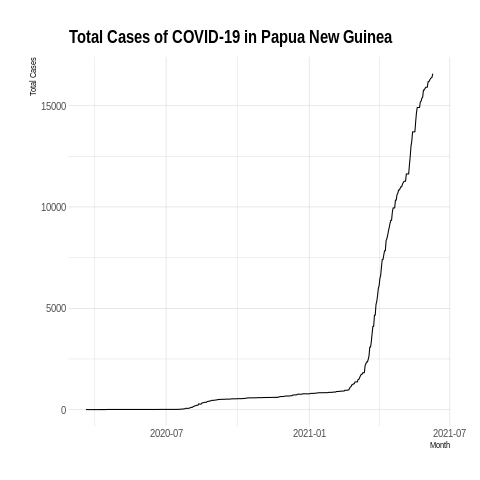 Total Cases of COVID-19 in Papua New Guinea
Total Cases
15000
10000
5000
0
2020-07
2021-01
2021-07
Month